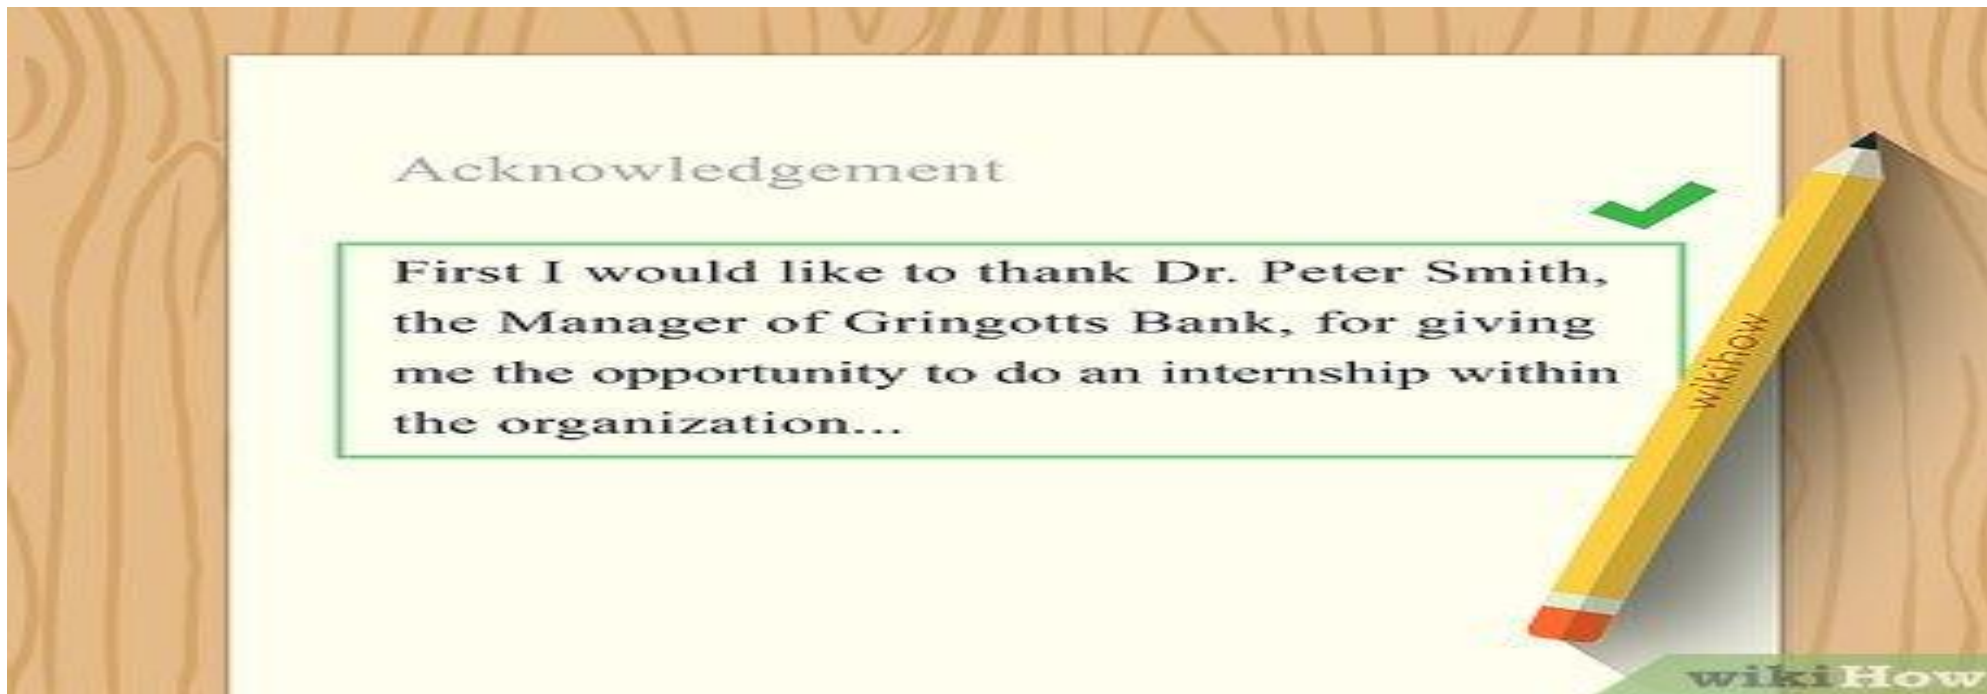 Acknowledgement
First I would like to thank Dr. Peter Smith,
the Manager of Gringotts Bank, for giving
me the opportunity to do an internship within
the organization...
wikihow
wikiHow